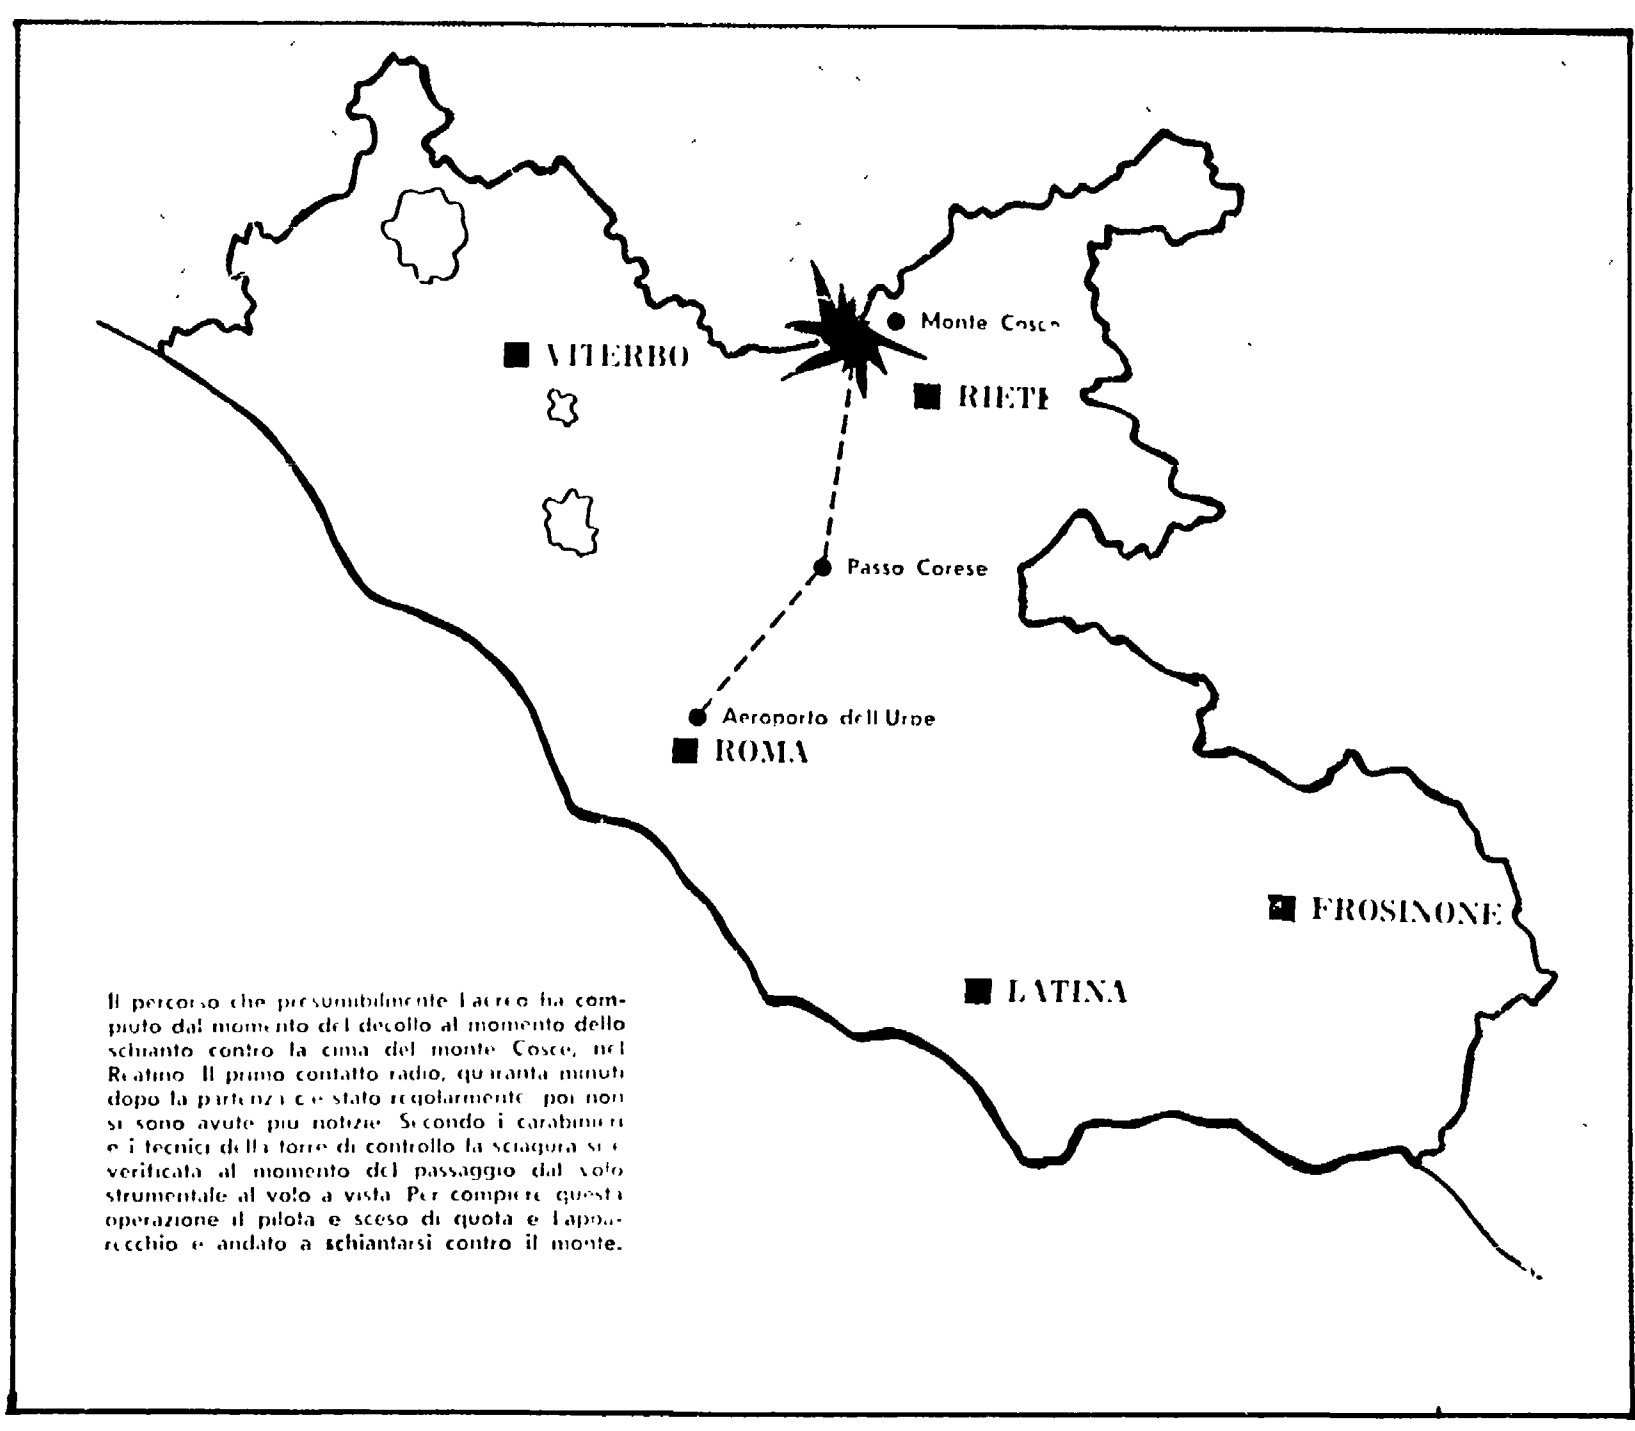 Monte Cosce
VITERBO
RIETI
Passo Corese
Aeroporto dell'Urbe
ROMA
FROSINONE
LATINA
Il percorso che presumibilmente l'aereo ha com-
piuto dal momento del decollo al momento dello
schianto contro la cima del monte Cosce, nel
Reatino. Il primo contatto radio, quaranta minuti
dopo la partenza c'è stato regolarmente poi non
si sono avute più notizie. Secondo i carabinieri
e i tecnici della torre di controllo la sciagura si è
verificata al momento del passaggio dal volo
strumentale al volo a vista. Per compiere questa
operazione il pilota è sceso di quota e l'appa-
recchio è andato a schiantarsi contro il monte.